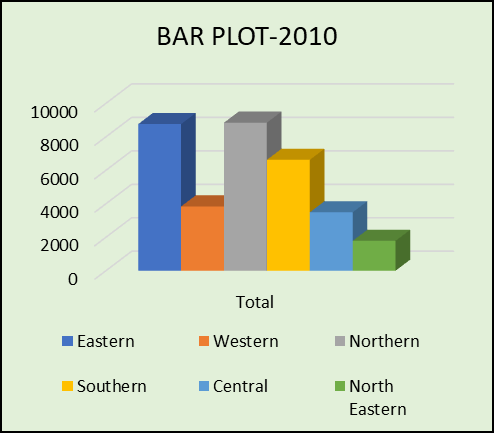 BAR PLOT-2010
10000
8000
6000
4000
2000
0
Total
Eastern
Western
Northern
Southern
Central
North
Eastern